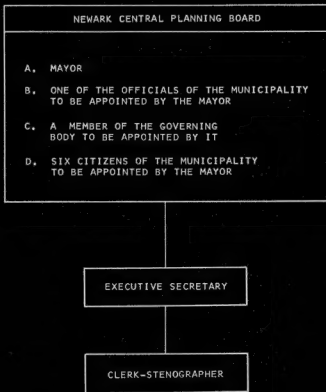 NEWARK CENTRAL PLANNING BOARD
A. MAYOR
B. ONE OF THE OFFICIALS OF THE MUNICIPALITY
TO BE APPOINTED BY THE MAYOR
C. A MEMBER OF THE GOVERNING
BODY TO BE APPOINTED BY IT
D. SIX CITIZENS OF THE MUNICIPALITY
TO BE APPOINTED BY THE MAYOR
EXECUTIVE SECRETARY
CLERK-STENOGRAPHER